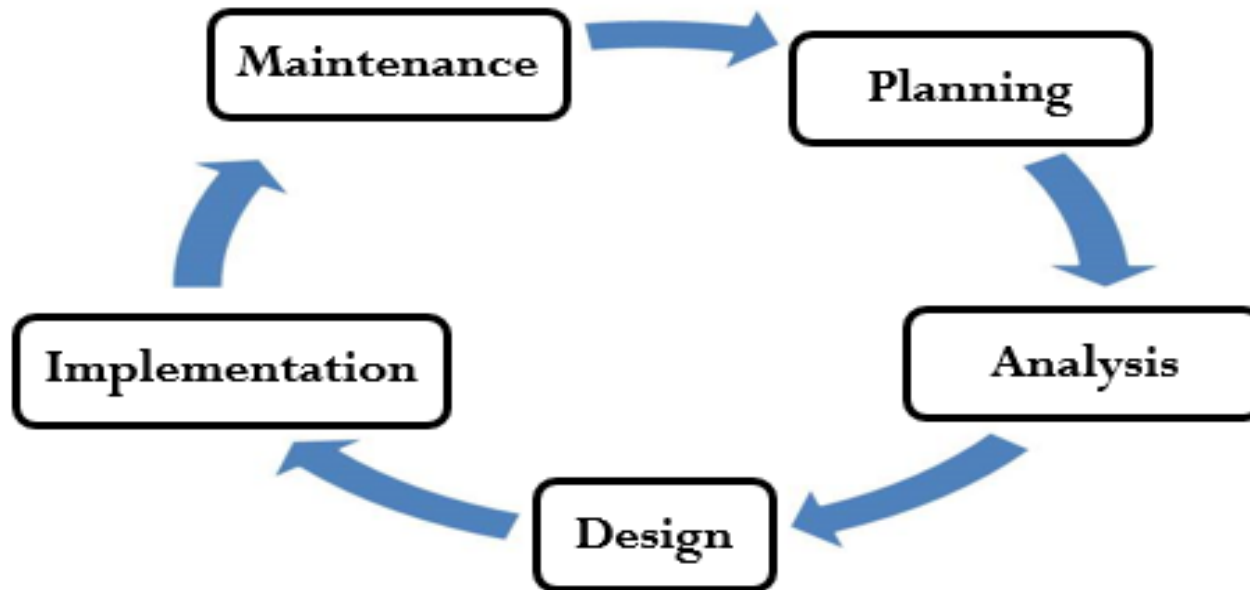 Maintenance
Planning
Analysis
Design
Implementation